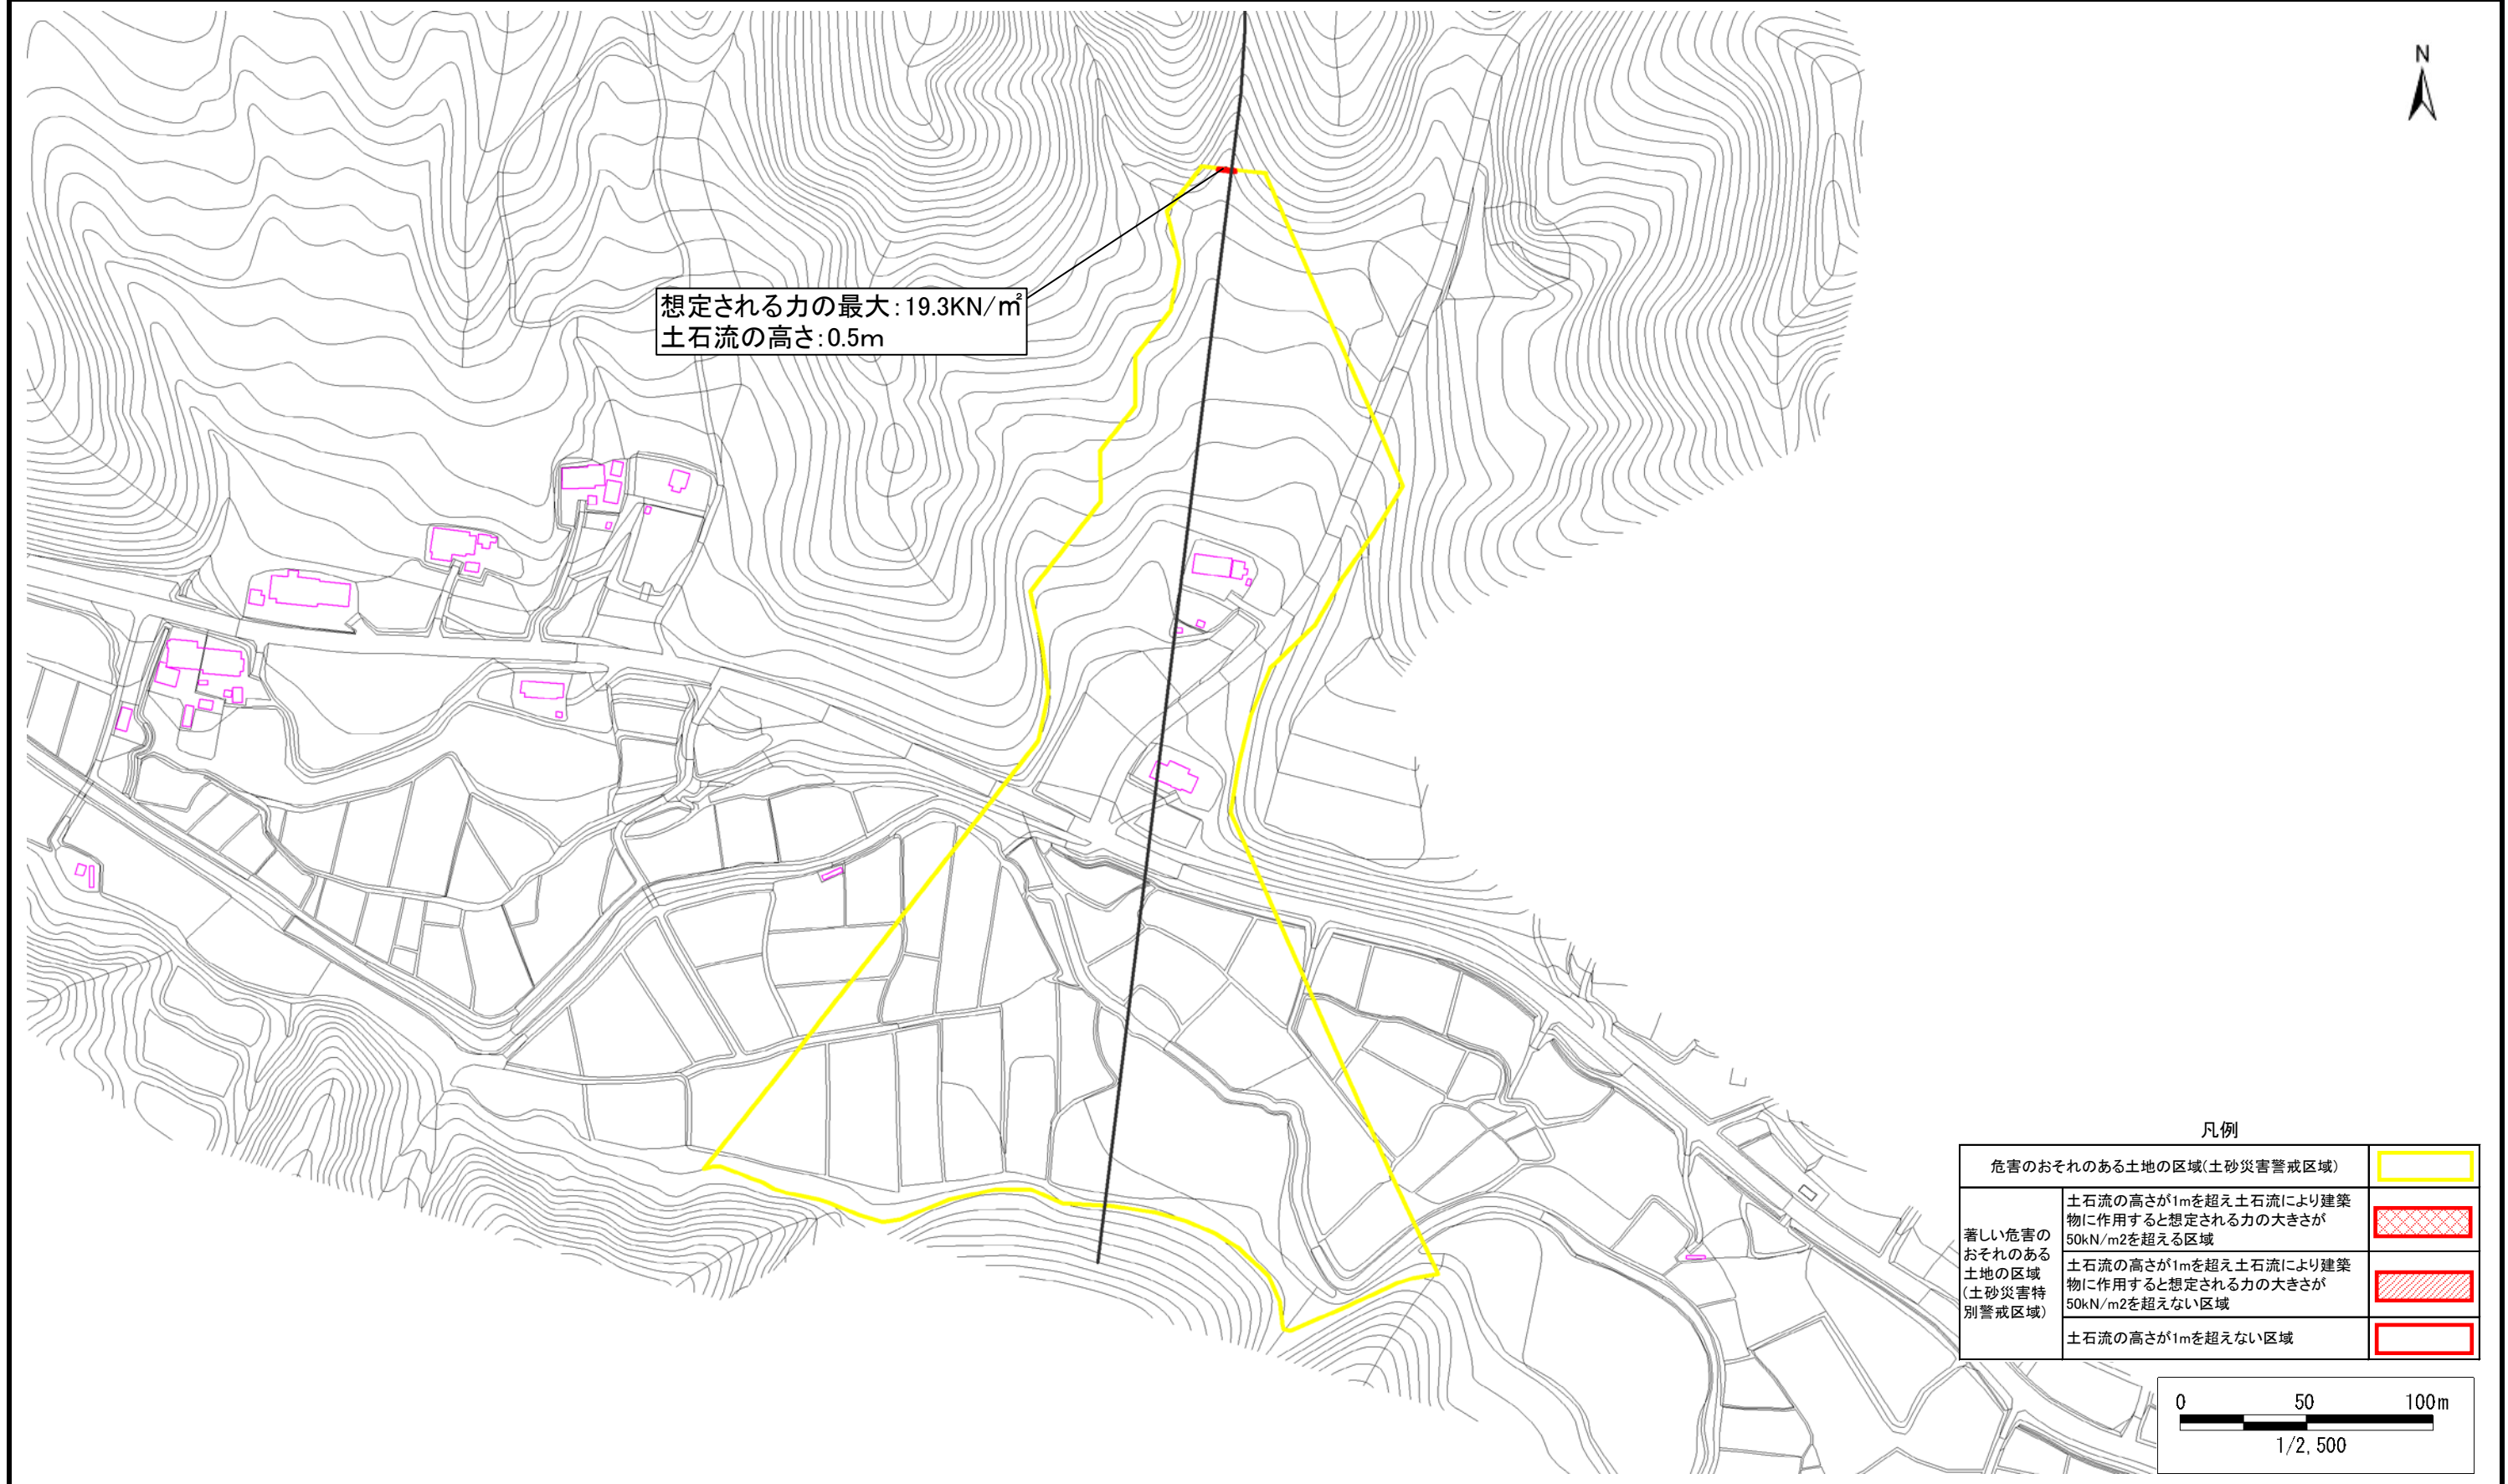 N
想定される力の最大:19.3KN/㎡
土石流の高さ:0.5m
凡例
危害のおそれのある土地の区域(土砂災害警戒区域)
著しい危害の
おそれのある
土地の区域
(土砂災害特
別警戒区域)
土石流の高さが1mを超え土石流により建築
物に作用すると想定される力の大きさが
50kN/m2を超える区域
土石流の高さが1mを超え土石流により建築
物に作用すると想定される力の大きさが
50kN/m2を超えない区域
土石流の高さが1mを超えない区域
0 50 100m
1/2,500